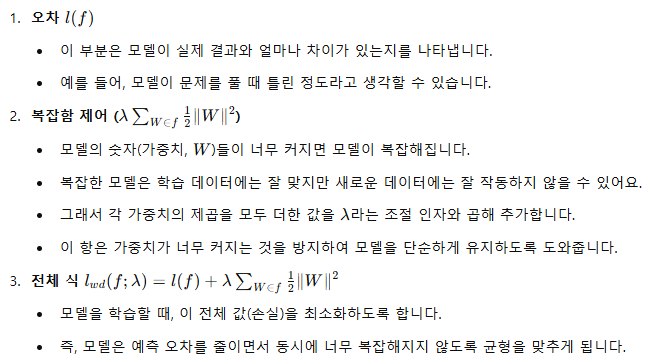 1. 오차 l(f)
• 이 부분은 모델이 실제 결과와 얼마나 차이가 있는지를 나타냅니다.
• 예를 들어, 모델이 문제를 풀 때 틀린 정도라고 생각할 수 있습니다.
2. 복잡함 제어 (λ∑_{W∈f} ½‖W‖²)
• 모델의 숫자(가중치, W)들이 너무 커지면 모델이 복잡해집니다.
• 복잡한 모델은 학습 데이터에는 잘 맞지만 새로운 데이터에는 잘 작동하지 않을 수 있어요.
• 그래서 각 가중치의 제곱을 모두 더한 값을 λ라는 조절 인자와 곱해 추가합니다.
• 이 항은 가중치가 너무 커지는 것을 방지하여 모델을 단순하게 유지하도록 도와줍니다.
3. 전체 식 l_{wd}(f; λ) = l(f) + λ∑_{W∈f} ½‖W‖²
• 모델을 학습할 때, 이 전체 값(손실)을 최소화하도록 합니다.
• 즉, 모델은 예측 오차를 줄이면서 동시에 너무 복잡해지지 않도록 균형을 맞추게 됩니다.